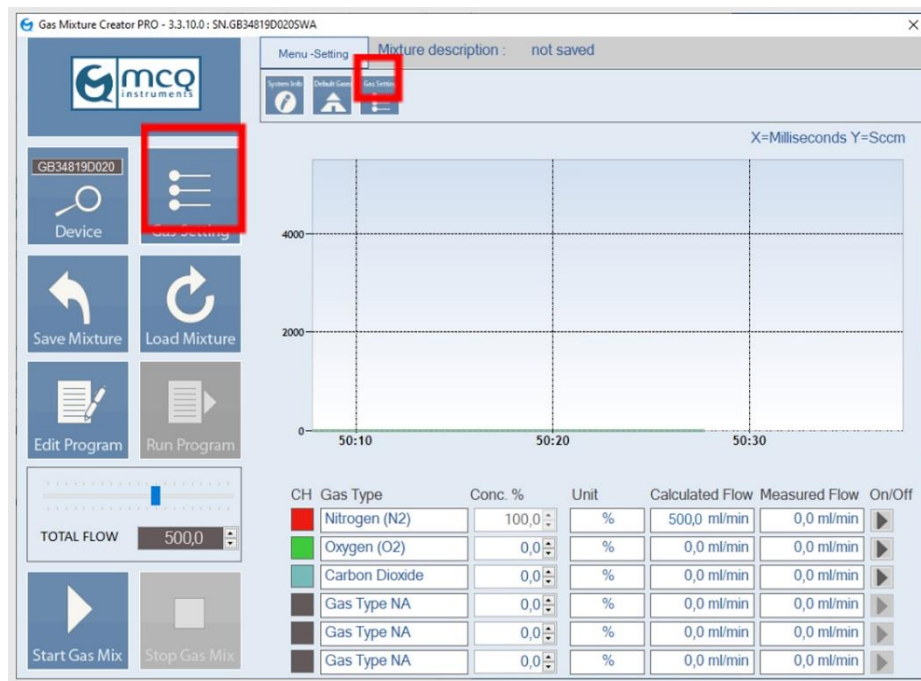 Gas Mixture Creator PRO - 3.3.10.0 : SN.GB34819D020SWA
mcq
instruments
Menu -Setting
Mixture description : not saved
System Info
Default Gases
Gas Setting
GB34819D020
Device
Gas Setting
Save Mixture
Load Mixture
Edit Program
Run Program
TOTAL FLOW 500,0
Start Gas Mix
Stop Gas Mix
X=Milliseconds Y=Sccm
4000
2000
0
50:10 50:20 50:30
CH Gas Type Conc. % Unit Calculated Flow Measured Flow On/Off
Nitrogen (N2) 100,0 % 500,0 ml/min 0,0 ml/min
Oxygen (O2) 0,0 % 0,0 ml/min 0,0 ml/min
Carbon Dioxide 0,0 % 0,0 ml/min 0,0 ml/min
Gas Type NA 0,0 % 0,0 ml/min 0,0 ml/min
Gas Type NA 0,0 % 0,0 ml/min 0,0 ml/min
Gas Type NA 0,0 % 0,0 ml/min 0,0 ml/min